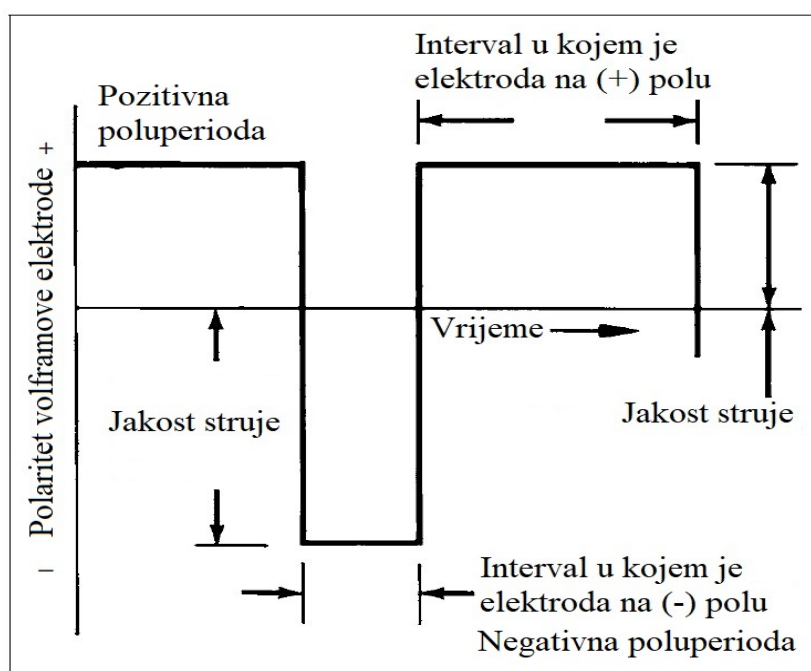 Interval u kojem je
elektroda na (+) polu
Pozitivna
poluperioda
– Polaritet volframove elektrode +
Vrijeme
Jakost struje
Jakost struje
Interval u kojem je
elektroda na (-) polu
Negativna poluperioda